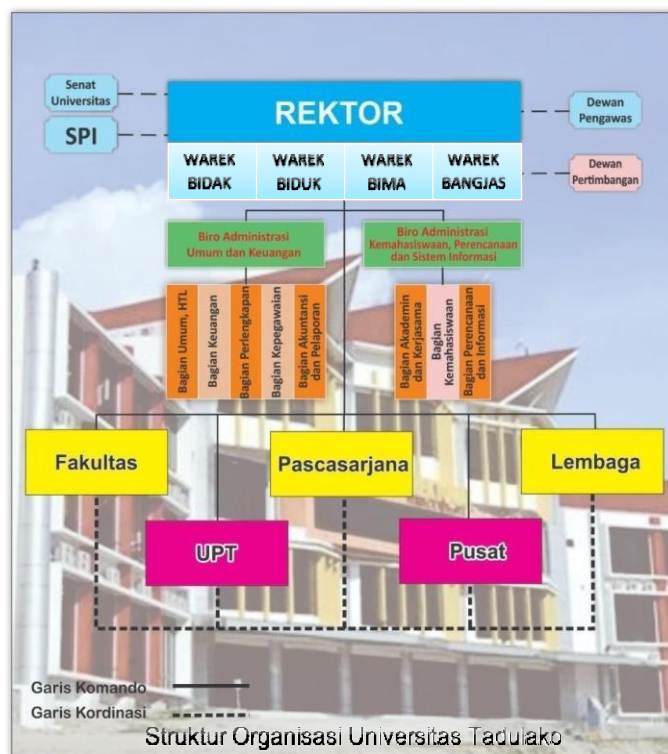 Senat
Universitas
SPI
REKTOR
Dewan
Pengawas
WAREK
BIDAK
WAREK
BIDUK
WAREK
BIMA
WAREK
BANGJAS
Dewan
Pertimbangan
Biro Administrasi
Umum dan Keuangan
Biro Administrasi
Kemahasiswaan, Perencanaan
dan Sistem Informasi
Bagian Umum, HTL
Bagian Keuangan
Bagian Perlengkapan
Bagian Kepegawaian
Bagian Akuntansi
dan Pelaporan
Bagian Akademin
dan Kerjasama
Bagian
Kemahasiswaan
Bagian Perencanaan
dan Informasi
Fakultas
Pascasarjana
Lembaga
UPT
Pusat
Garis Komando
Garis Kordinasi
Struktur Organisasi Universitas Tadulako